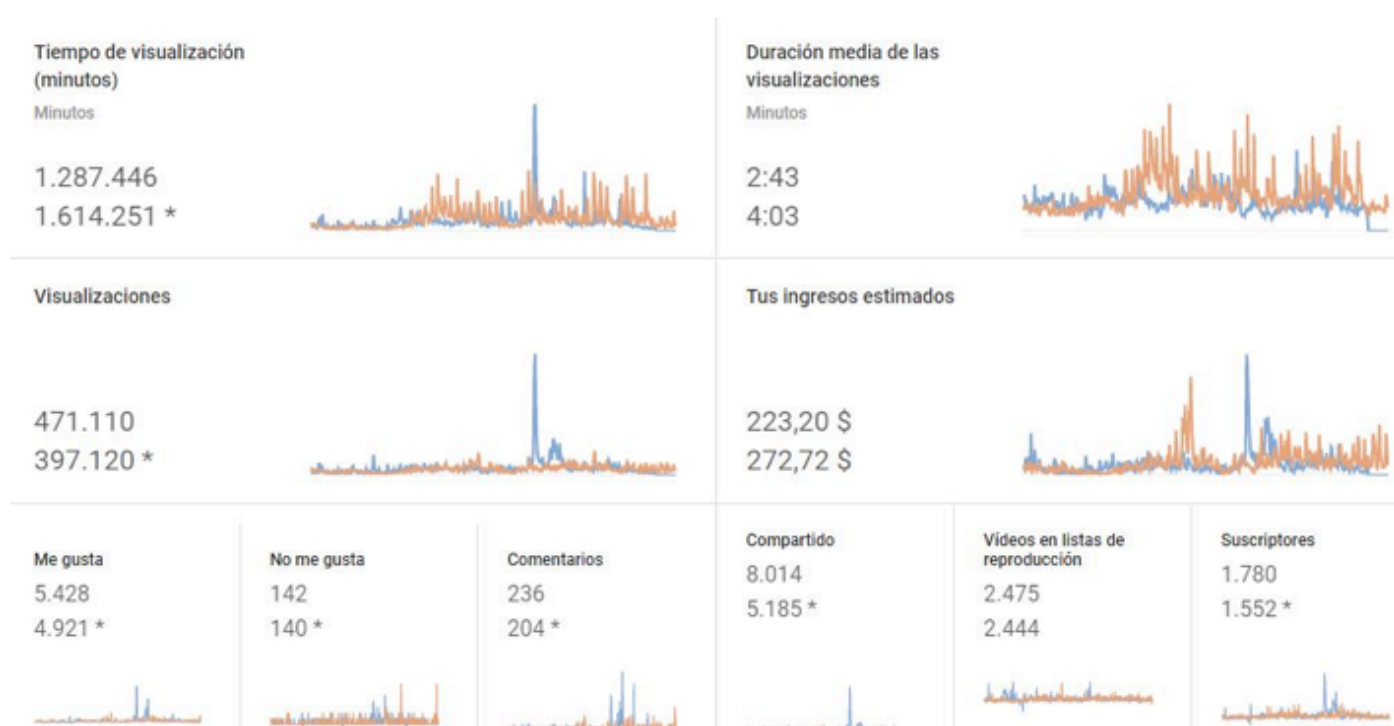 Tiempo de visualización
(minutos)
Minutos
1.287.446
1.614.251 *
Duración media de las
visualizaciones
Minutos
2:43
4:03
Visualizaciones
471.110
397.120 *
Tus ingresos estimados
223,20 $
272,72 $
Me gusta
5.428
4.921 *
No me gusta
142
140 *
Comentarios
236
204 *
Compartido
8.014
5.185 *
Vídeos en listas de
reproducción
2.475
2.444
Suscriptores
1.780
1.552 *